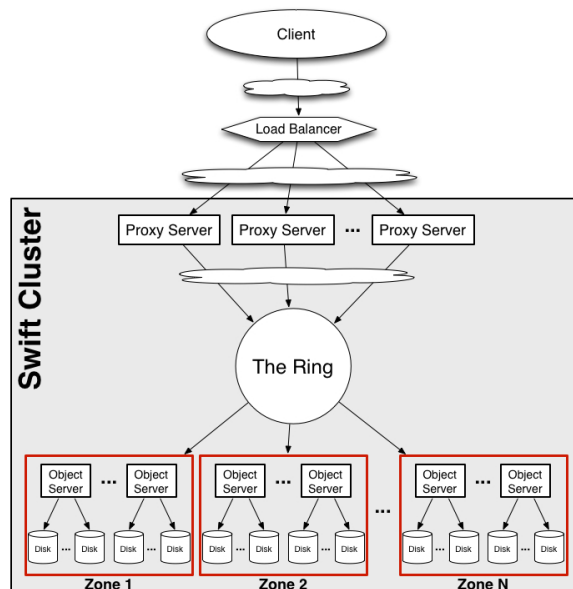 Client
Load Balancer
Swift Cluster
Proxy Server Proxy Server ... Proxy Server
The Ring
Object Server ... Object Server Object Server ... Object Server ... Object Server ... Object Server
Disk ... Disk Disk ... Disk Disk ... Disk Disk ... Disk Disk ... Disk Disk ... Disk
Zone 1 Zone 2 Zone N